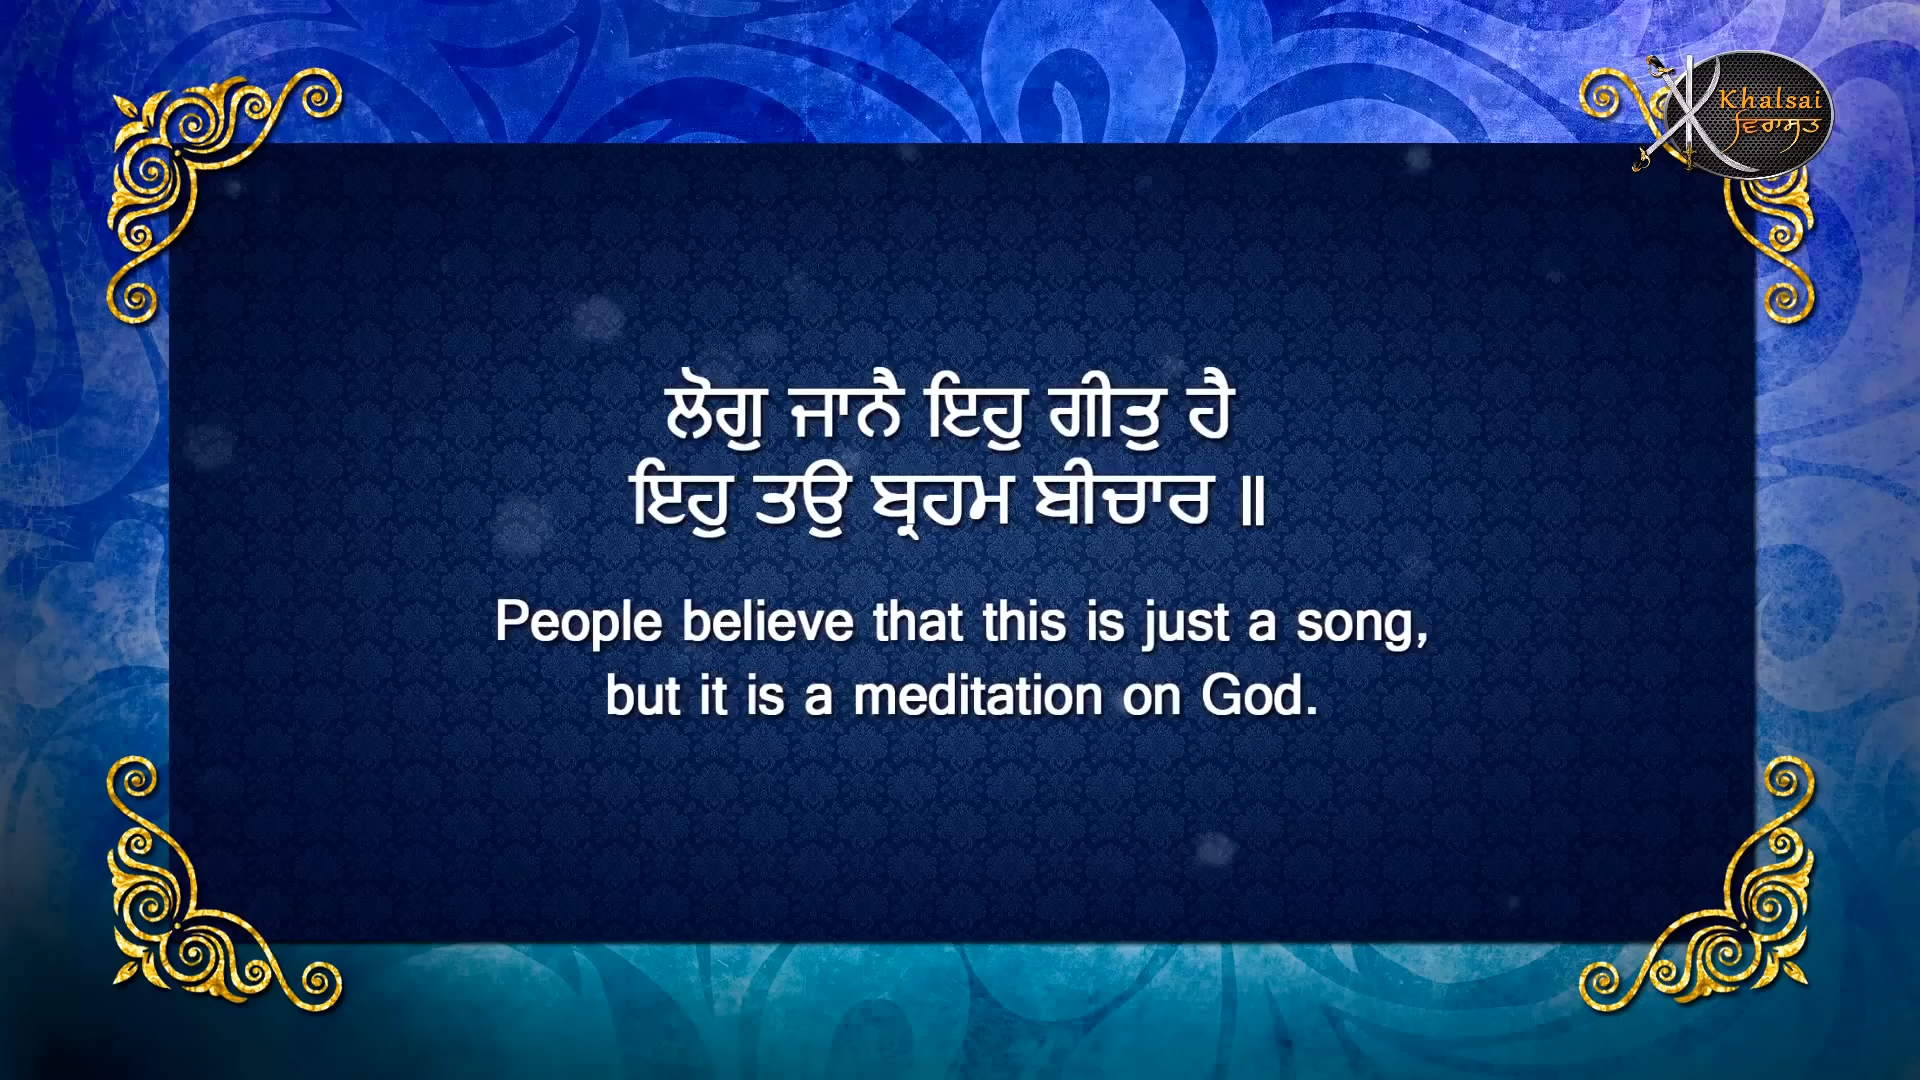 Khalsai
ਵਿਰਾਸਤ
ਲੋਗੁ ਜਾਨੈ ਇਹੁ ਗੀਤੁ ਹੈ
ਇਹੁ ਤਉ ਬ੍ਰਹਮ ਬੀਚਾਰ ॥
People believe that this is just a song,
but it is a meditation on God.